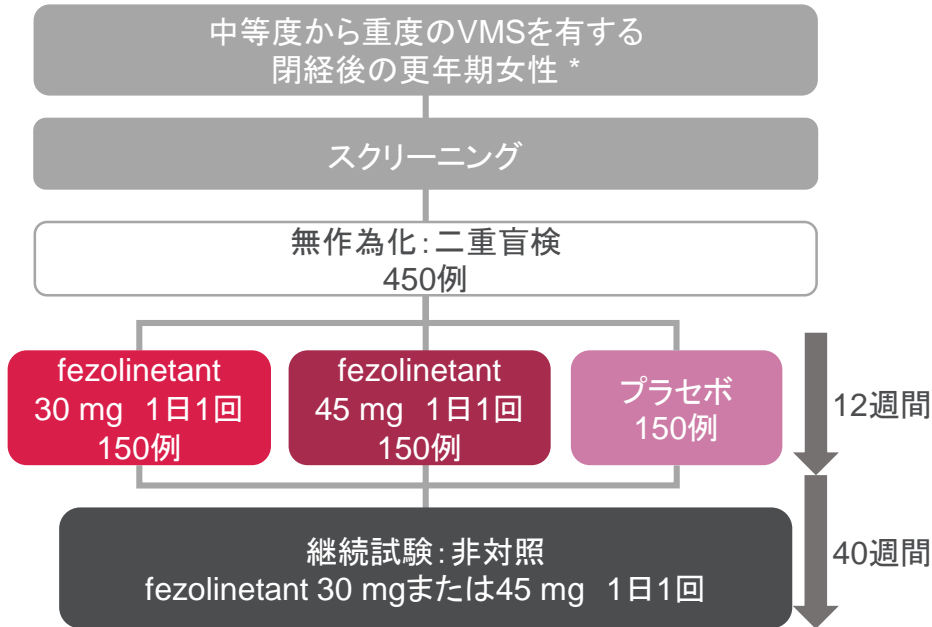 中等度から重度のVMSを有する
閉経後の更年期女性 *
スクリーニング
無作為化：二重盲検
450例
fezolinetant
30 mg 1日1回
150例
fezolinetant
45 mg 1日1回
150例
プラセボ
150例
12週間
継続試験：非対照
fezolinetant 30 mgまたは45 mg 1日1回
40週間